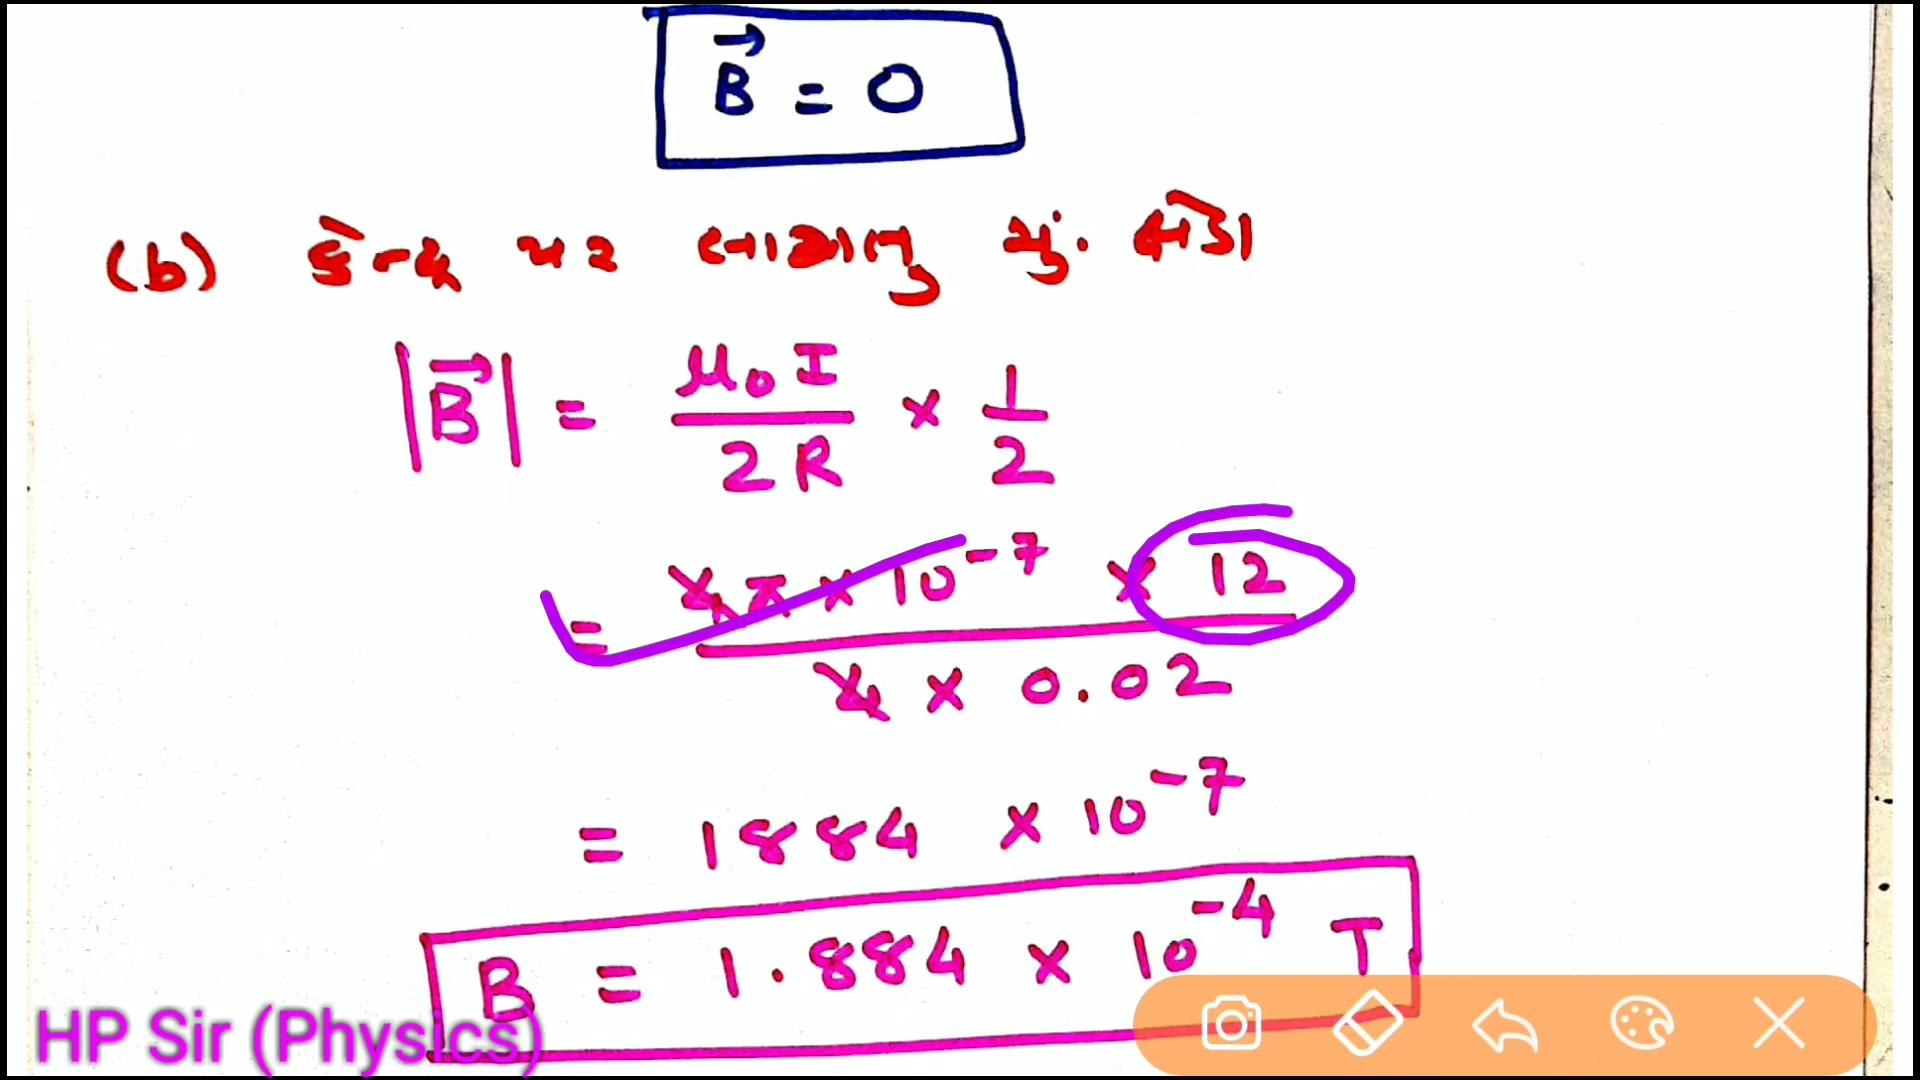 B⃗ = 0
(b) પર
|B⃗| = μ₀I / 2R × 1/2
= 4π × 10⁻⁷ × 12 / 4 × 0.02
= 1884 × 10⁻⁷
B = 1.884 × 10⁻⁴ T
HP Sir (Physics)